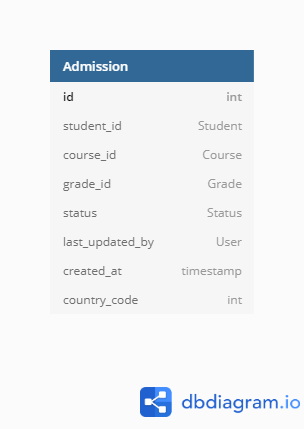 Admission
id int
student_id Student
course_id Course
grade_id Grade
status Status
last_updated_by User
created_at timestamp
country_code int
dbdiagram.io